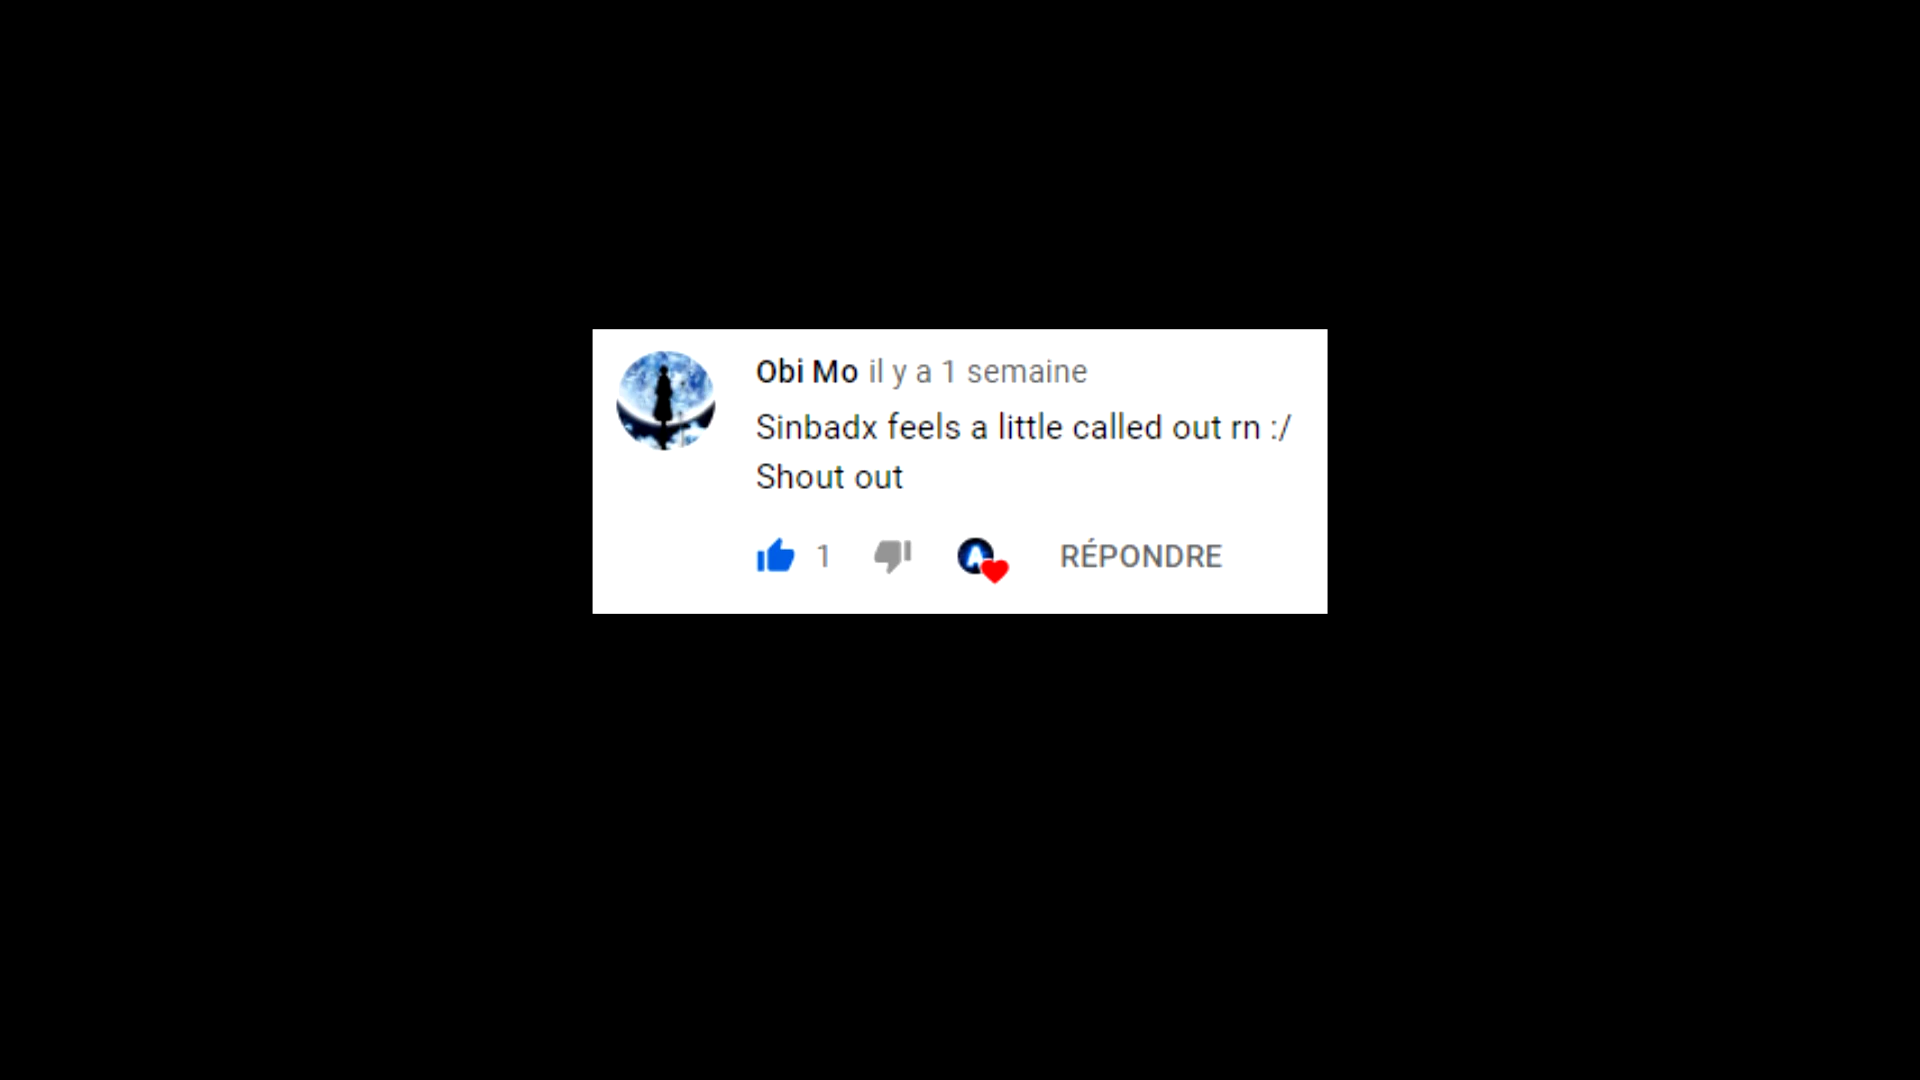 Obi Mo il y a 1 semaine
Sinbadx feels a little called out rn :/
Shout out
1 RÉPONDRE